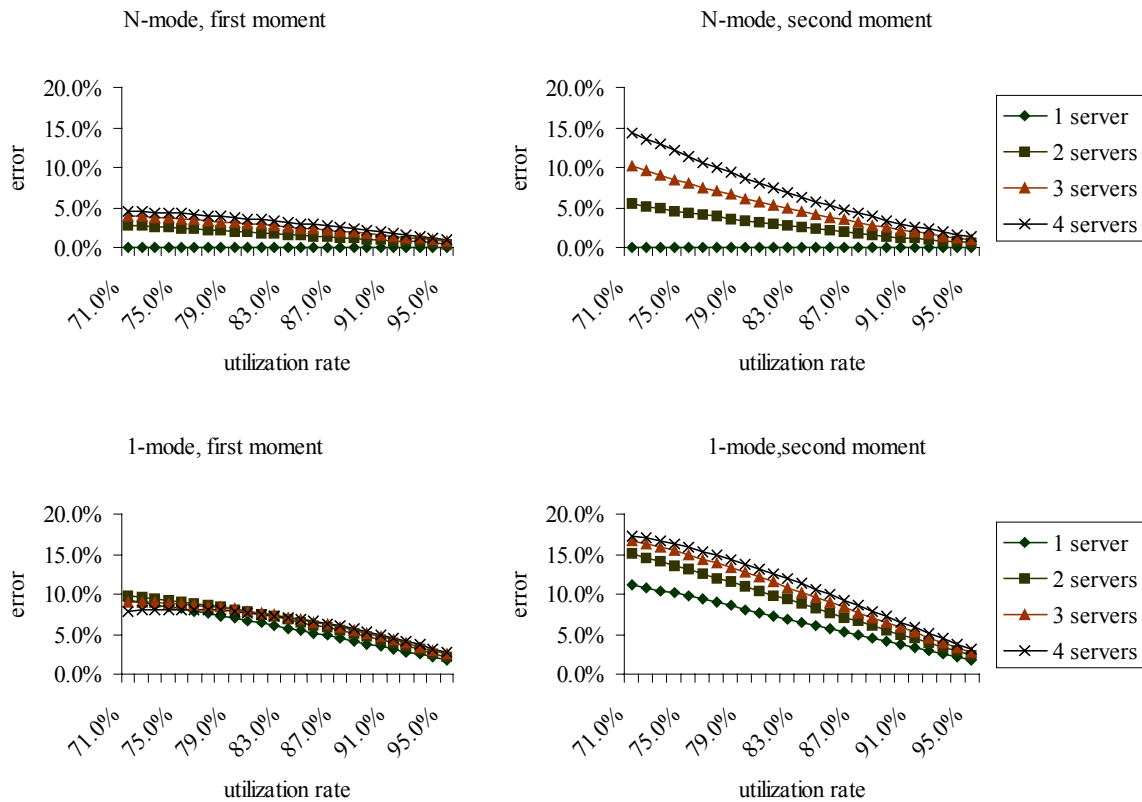 N-mode, first moment
20.0%
15.0%
10.0%
5.0%
0.0%
error
71.0%
75.0%
79.0%
83.0%
87.0%
91.0%
95.0%
utilization rate
N-mode, second moment
20.0%
15.0%
10.0%
5.0%
0.0%
error
71.0%
75.0%
79.0%
83.0%
87.0%
91.0%
95.0%
utilization rate
1 server
2 servers
3 servers
4 servers
1-mode, first moment
20.0%
15.0%
10.0%
5.0%
0.0%
error
71.0%
75.0%
79.0%
83.0%
87.0%
91.0%
95.0%
utilization rate
1-mode,second moment
20.0%
15.0%
10.0%
5.0%
0.0%
error
71.0%
75.0%
79.0%
83.0%
87.0%
91.0%
95.0%
utilization rate
1 server
2 servers
3 servers
4 servers